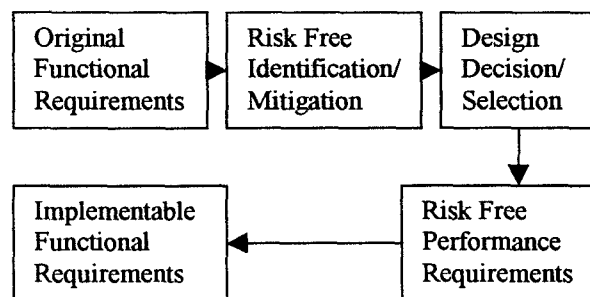 Original
Functional
Requirements
Risk Free
Identification/
Mitigation
Design
Decision/
Selection
Risk Free
Performance
Requirements
Implementable
Functional
Requirements